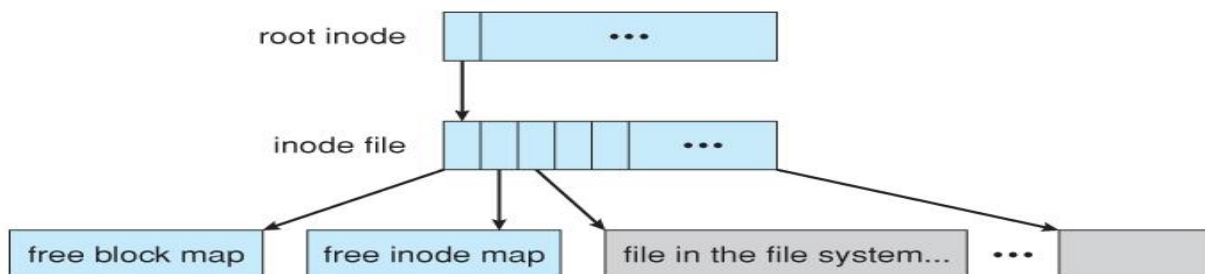 root inode
•••
inode file
•••
free block map
free inode map
file in the file system...
•••